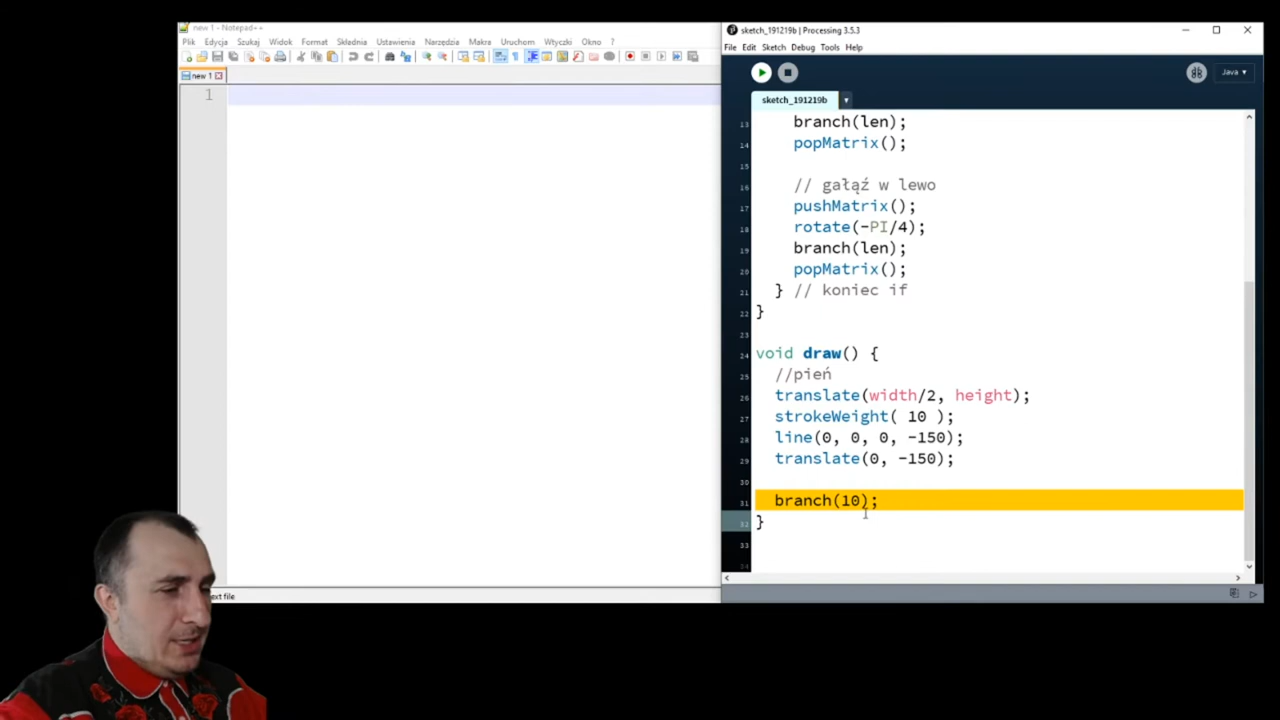 new 1 - Notepad++
Plik Edycja Szukaj Widok Format Składnia Ustawienia Narzędzia Makra Uruchom Wtyczki Okno ?
new 1
1
ext file
sketch_191219b | Processing 3.5.3
File Edit Sketch Debug Tools Help
Java ▾
sketch_191219b
13 branch(len);
14 popMatrix();
15
16 // gałąź w lewo
17 pushMatrix();
18 rotate(-PI/4);
19 branch(len);
20 popMatrix();
21 } // koniec if
22 }
23
24 void draw() {
25 //pień
26 translate(width/2, height);
27 strokeWeight( 10 );
28 line(0, 0, 0, -150);
29 translate(0, -150);
30
31 branch(10);
32 }
33
34